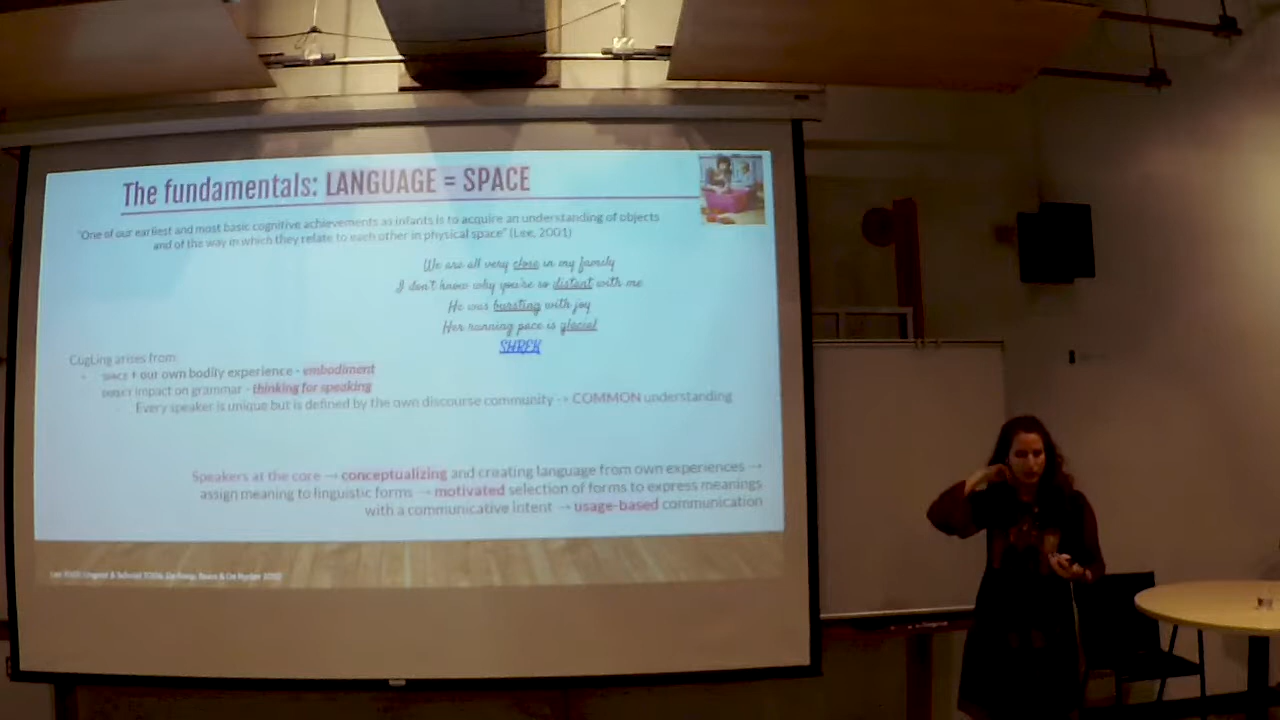 The fundamentals: LANGUAGE = SPACE
"One of our earliest and most basic cognitive achievements as infants is to acquire an understanding of objects
and of the way in which they relate to each other in physical space" (Lee, 2001)
We are all very close in my family
I don't know why you're so distant with me
He was bursting with joy
Her running pace is glacial
SHREK
CogLing arises from:
SPACE + our own bodily experience - embodiment
impact on grammar - thinking for speaking
Every speaker is unique but is defined by the own discourse community → COMMON understanding
Speakers at the core → conceptualizing and creating language from own experiences →
assign meaning to linguistic forms → motivated selection of forms to express meanings
with a communicative intent → usage-based communication